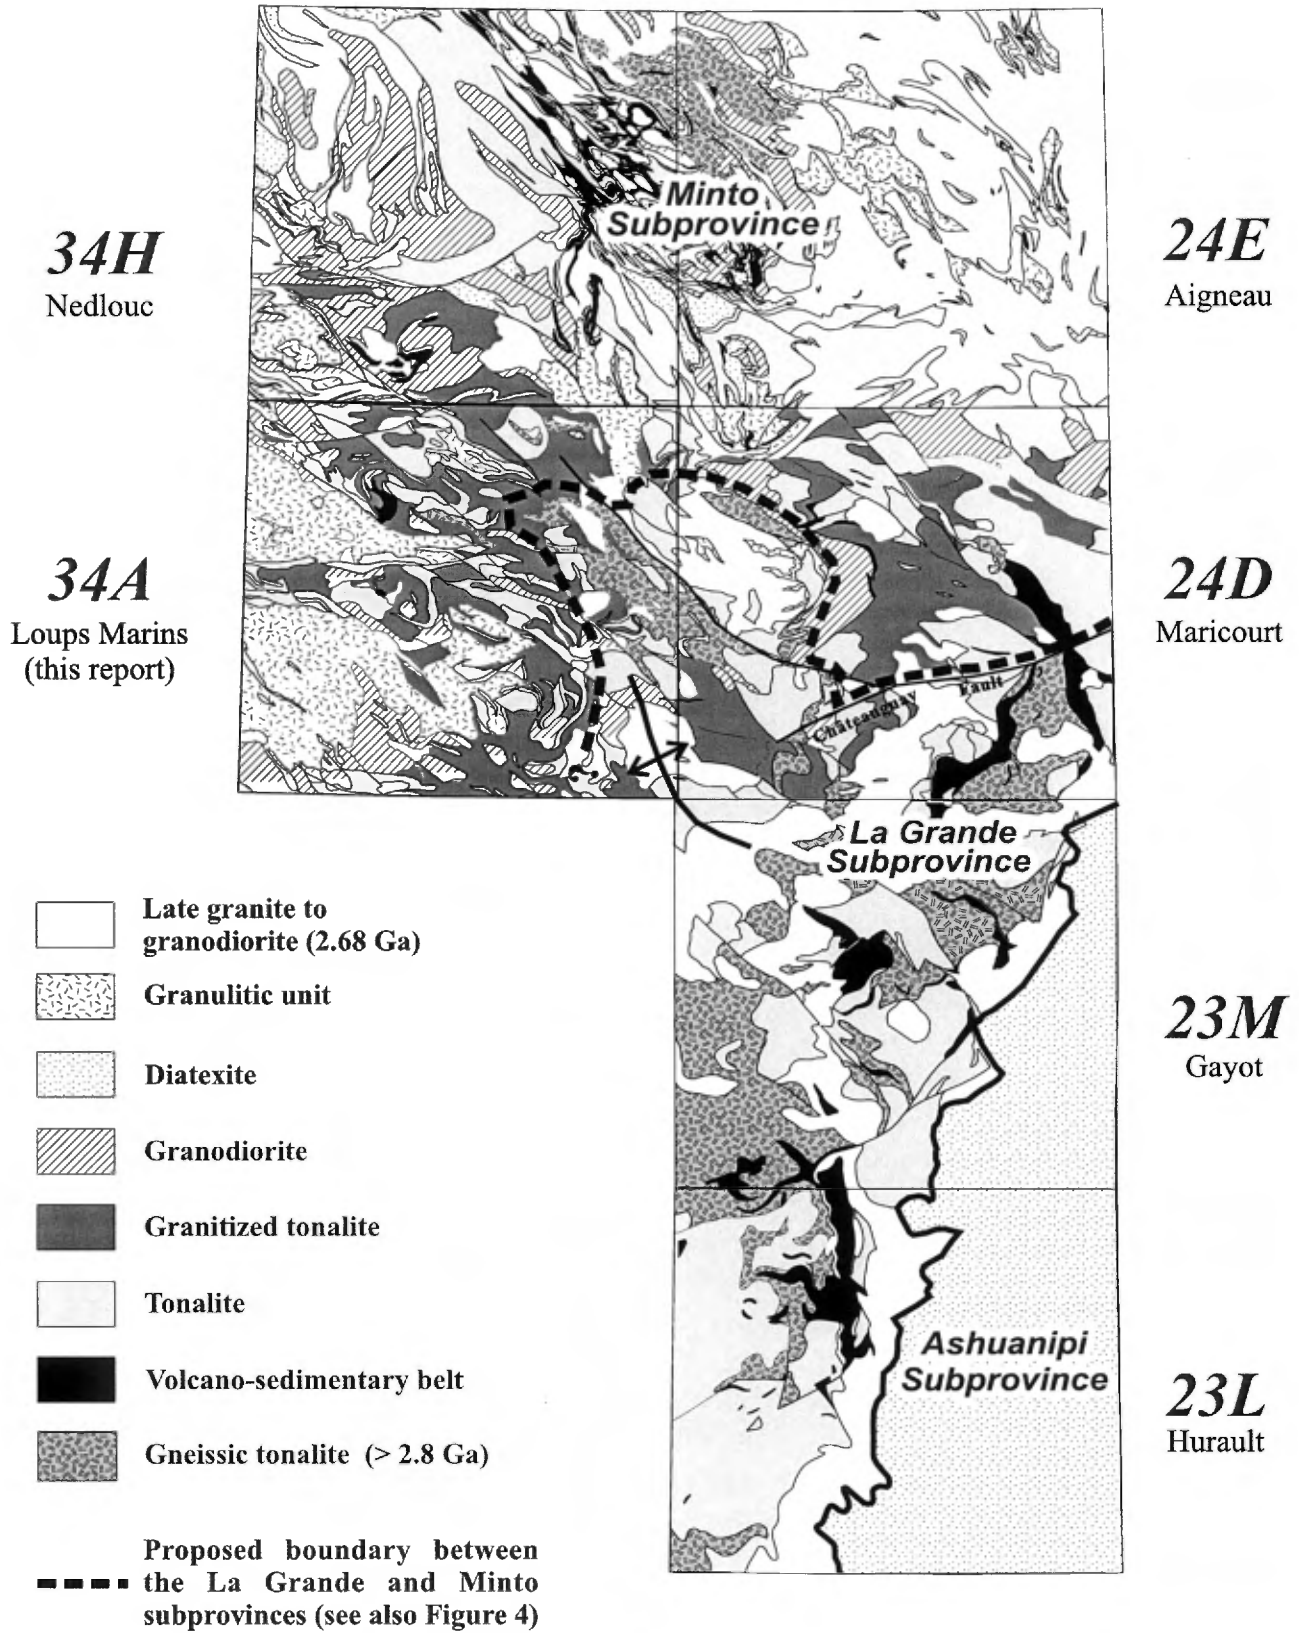 Minto
Subprovince
34H
Nedlouc
24E
Aigneau
34A
Loups Marins
(this report)
24D
Maricourt
Châteauguay Fault
La Grande
Subprovince
23M
Gayot
Ashuanipi
Subprovince
23L
Hurault
Late granite to
granodiorite (2.68 Ga)
Granulitic unit
Diatexite
Granodiorite
Granitized tonalite
Tonalite
Volcano-sedimentary belt
Gneissic tonalite (> 2.8 Ga)
Proposed boundary between
the La Grande and Minto
subprovinces (see also Figure 4)